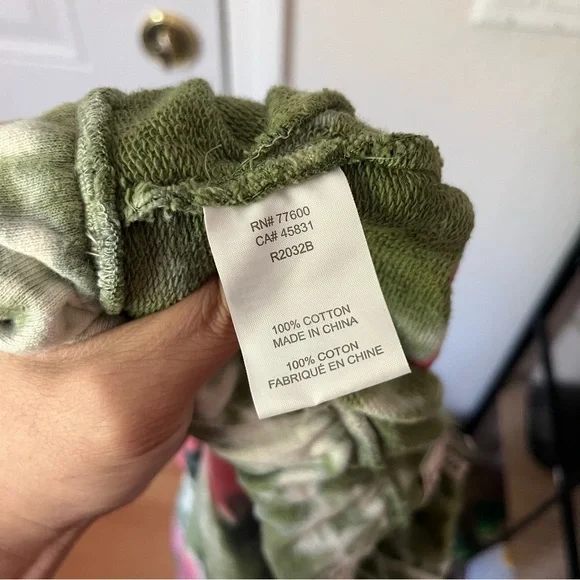 RN# 77600
CA# 45831
R2032B
100% COTTON
MADE IN CHINA
100% COTON
FABRIQUÉ EN CHINE